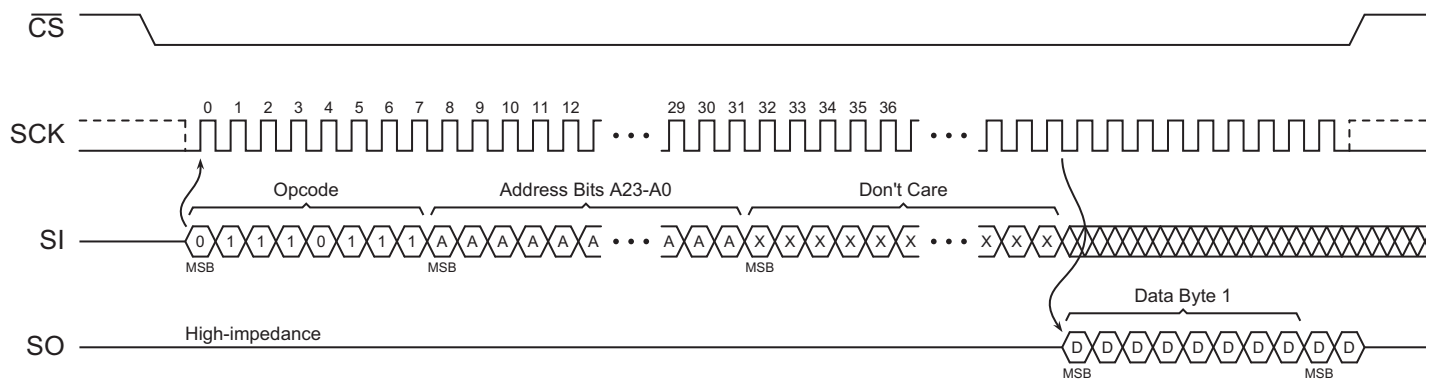 CS
0 1 2 3 4 5 6 7 8 9 10 11 12 29 30 31 32 33 34 35 36
SCK
Opcode Address Bits A23-A0 Don't Care
SI 0 1 1 1 0 1 1 1 A A A A A A A A A X X X X X X X X X
MSB MSB MSB
Data Byte 1
High-impedance
SO D D D D D D D D D D
MSB MSB